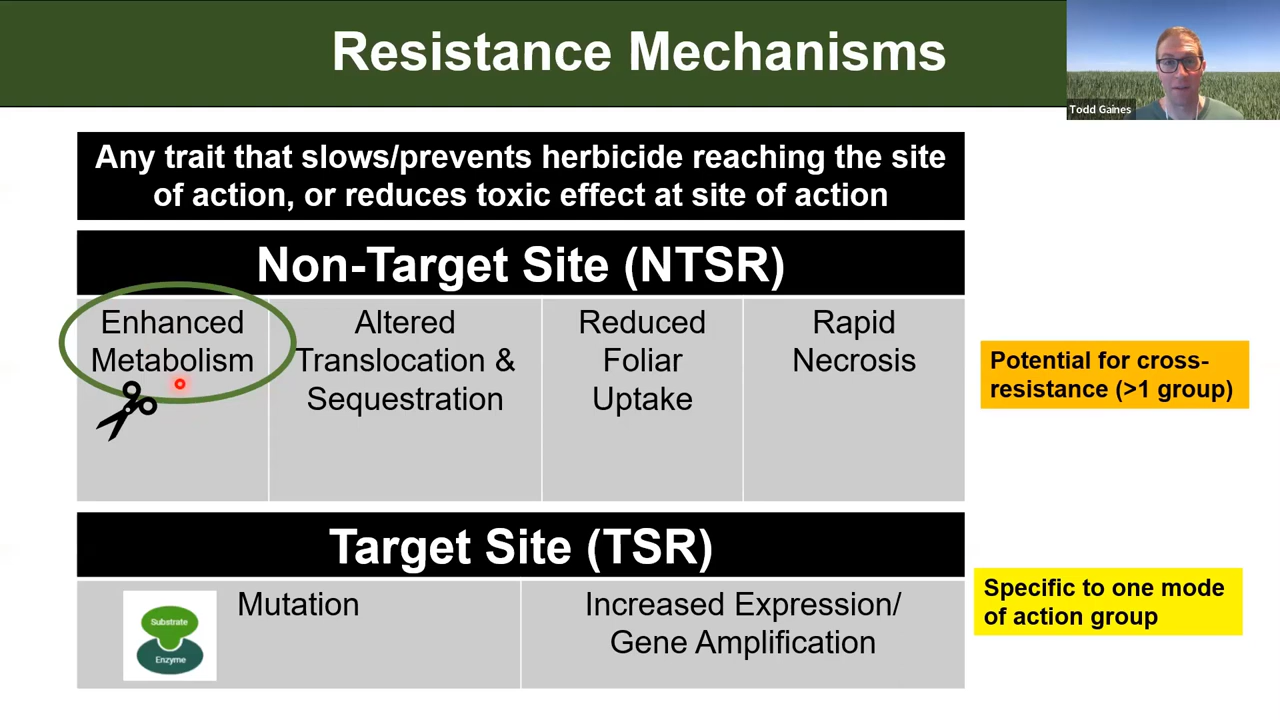 Resistance Mechanisms
Todd Gaines
Any trait that slows/prevents herbicide reaching the site
of action, or reduces toxic effect at site of action
Non-Target Site (NTSR)
Enhanced
Metabolism
Altered
Translocation &
Sequestration
Reduced
Foliar
Uptake
Rapid
Necrosis
Potential for cross-
resistance (>1 group)
Target Site (TSR)
Substrate
Enzyme
Mutation
Increased Expression/
Gene Amplification
Specific to one mode
of action group